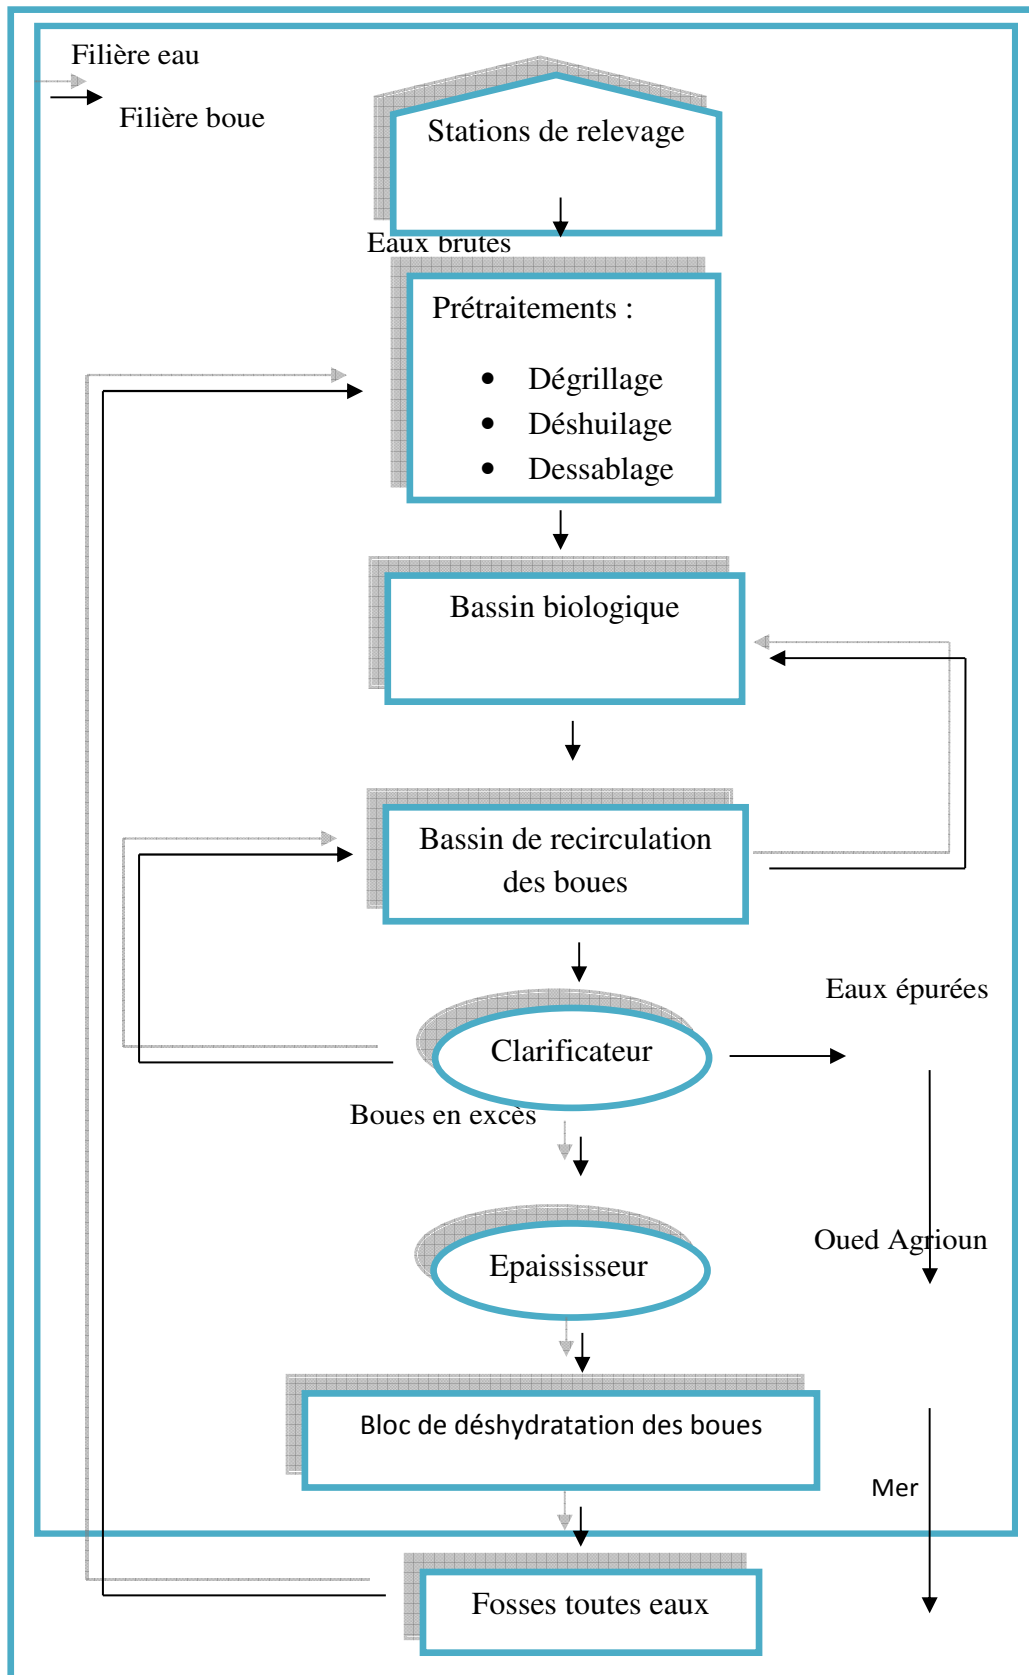 Filière eau
Filière boue
Stations de relevage
Eaux brutes
Prétraitements :
• Dégrillage
• Déshuilage
• Dessablage
Bassin biologique
Bassin de recirculation
des boues
Eaux épurées
Clarificateur
Boues en excès
Oued Agrioun
Epaississeur
Bloc de déshydratation des boues
Mer
Fosses toutes eaux